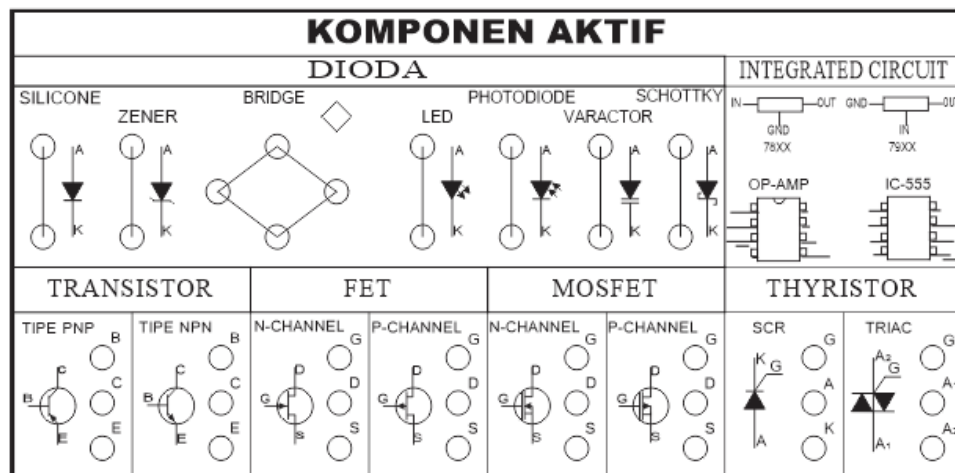 KOMPONEN AKTIF
DIODA
INTEGRATED CIRCUIT
SILICONE
ZENER
BRIDGE
LED
PHOTODIODE
VARACTOR
SCHOTTKY
A
K
A
K
A
K
A
K
A
K
A
K
IN
OUT
GND
78XX
GND
OUT
IN
79XX
OP-AMP
IC-555
TRANSISTOR
FET
MOSFET
THYRISTOR
TIPE PNP
B
C
E
B
C
E
TIPE NPN
B
C
E
B
C
E
N-CHANNEL
G
D
S
G
D
S
P-CHANNEL
G
D
S
G
D
S
N-CHANNEL
G
D
S
G
D
S
P-CHANNEL
G
D
S
G
D
S
SCR
K
G
A
G
A
K
TRIAC
A₂
G
A₁
G